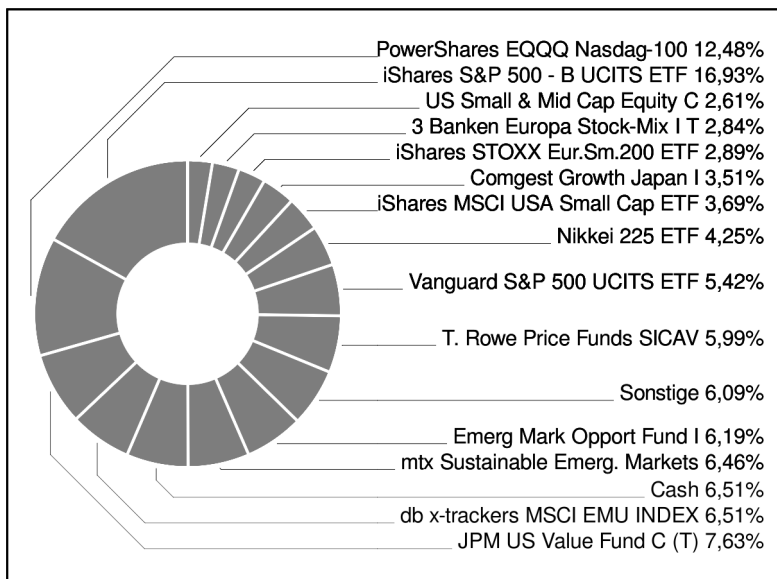 PowerShares EQQQ Nasdag-100 12,48%
iShares S&P 500 - B UCITS ETF 16,93%
US Small & Mid Cap Equity C 2,61%
3 Banken Europa Stock-Mix I T 2,84%
iShares STOXX Eur.Sm.200 ETF 2,89%
Comgest Growth Japan I 3,51%
iShares MSCI USA Small Cap ETF 3,69%
Nikkei 225 ETF 4,25%
Vanguard S&P 500 UCITS ETF 5,42%
T. Rowe Price Funds SICAV 5,99%
Sonstige 6,09%
Emerg Mark Opport Fund I 6,19%
mtx Sustainable Emerg. Markets 6,46%
Cash 6,51%
db x-trackers MSCI EMU INDEX 6,51%
JPM US Value Fund C (T) 7,63%